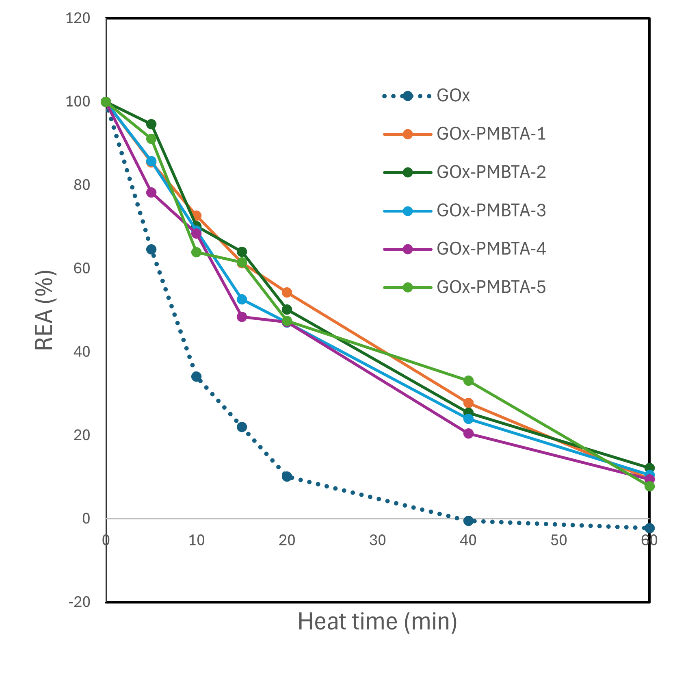 120
100
80
60
40
20
0
-20
0 10 20 30 40 50 60
REA (%)
Heat time (min)
GOx
GOx-PMBTA-1
GOx-PMBTA-2
GOx-PMBTA-3
GOx-PMBTA-4
GOx-PMBTA-5